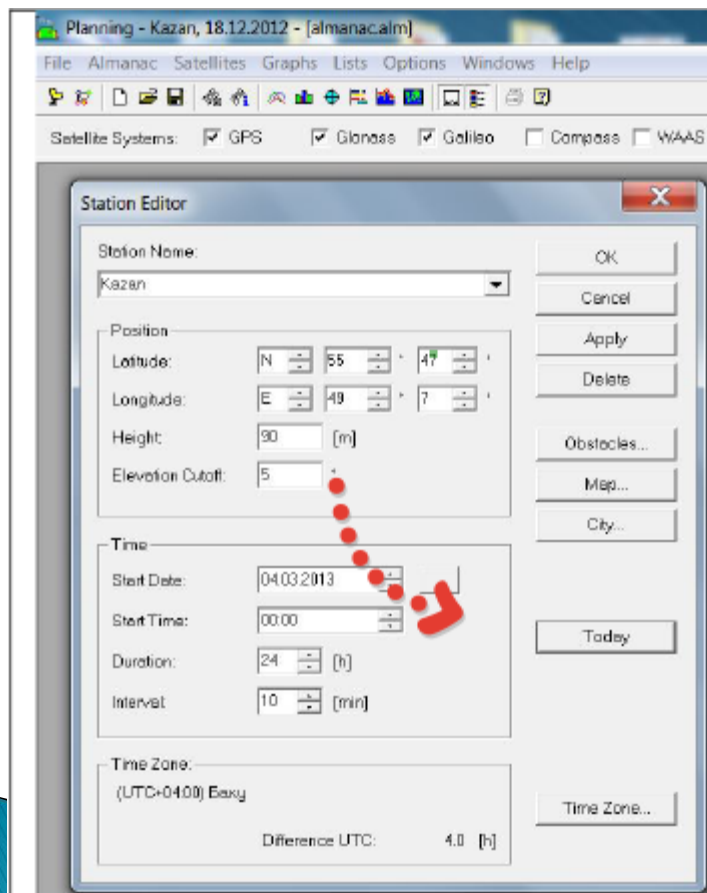 Planning - Kazan, 18.12.2012 - [almanac.alm]
File Almanac Satellites Graphs Lists Options Windows Help
Satellite Systems: GPS Glonass Galileo Compass WAAS
Station Editor
Station Name:
Kazan
OK
Cancel
Position
Apply
Latitude: N 55 ° 47 '
Delete
Longitude: E 49 ° 7 '
Height: 90 [m]
Obstacles...
Elevation Cutoff: 5 °
Map...
City...
Time
Start Date: 04.03.2013
Start Time: 00:00
Today
Duration: 24 [h]
Interval: 10 [min]
Time Zone:
(UTC+04:00) Баку
Time Zone...
Difference UTC: 4.0 [h]